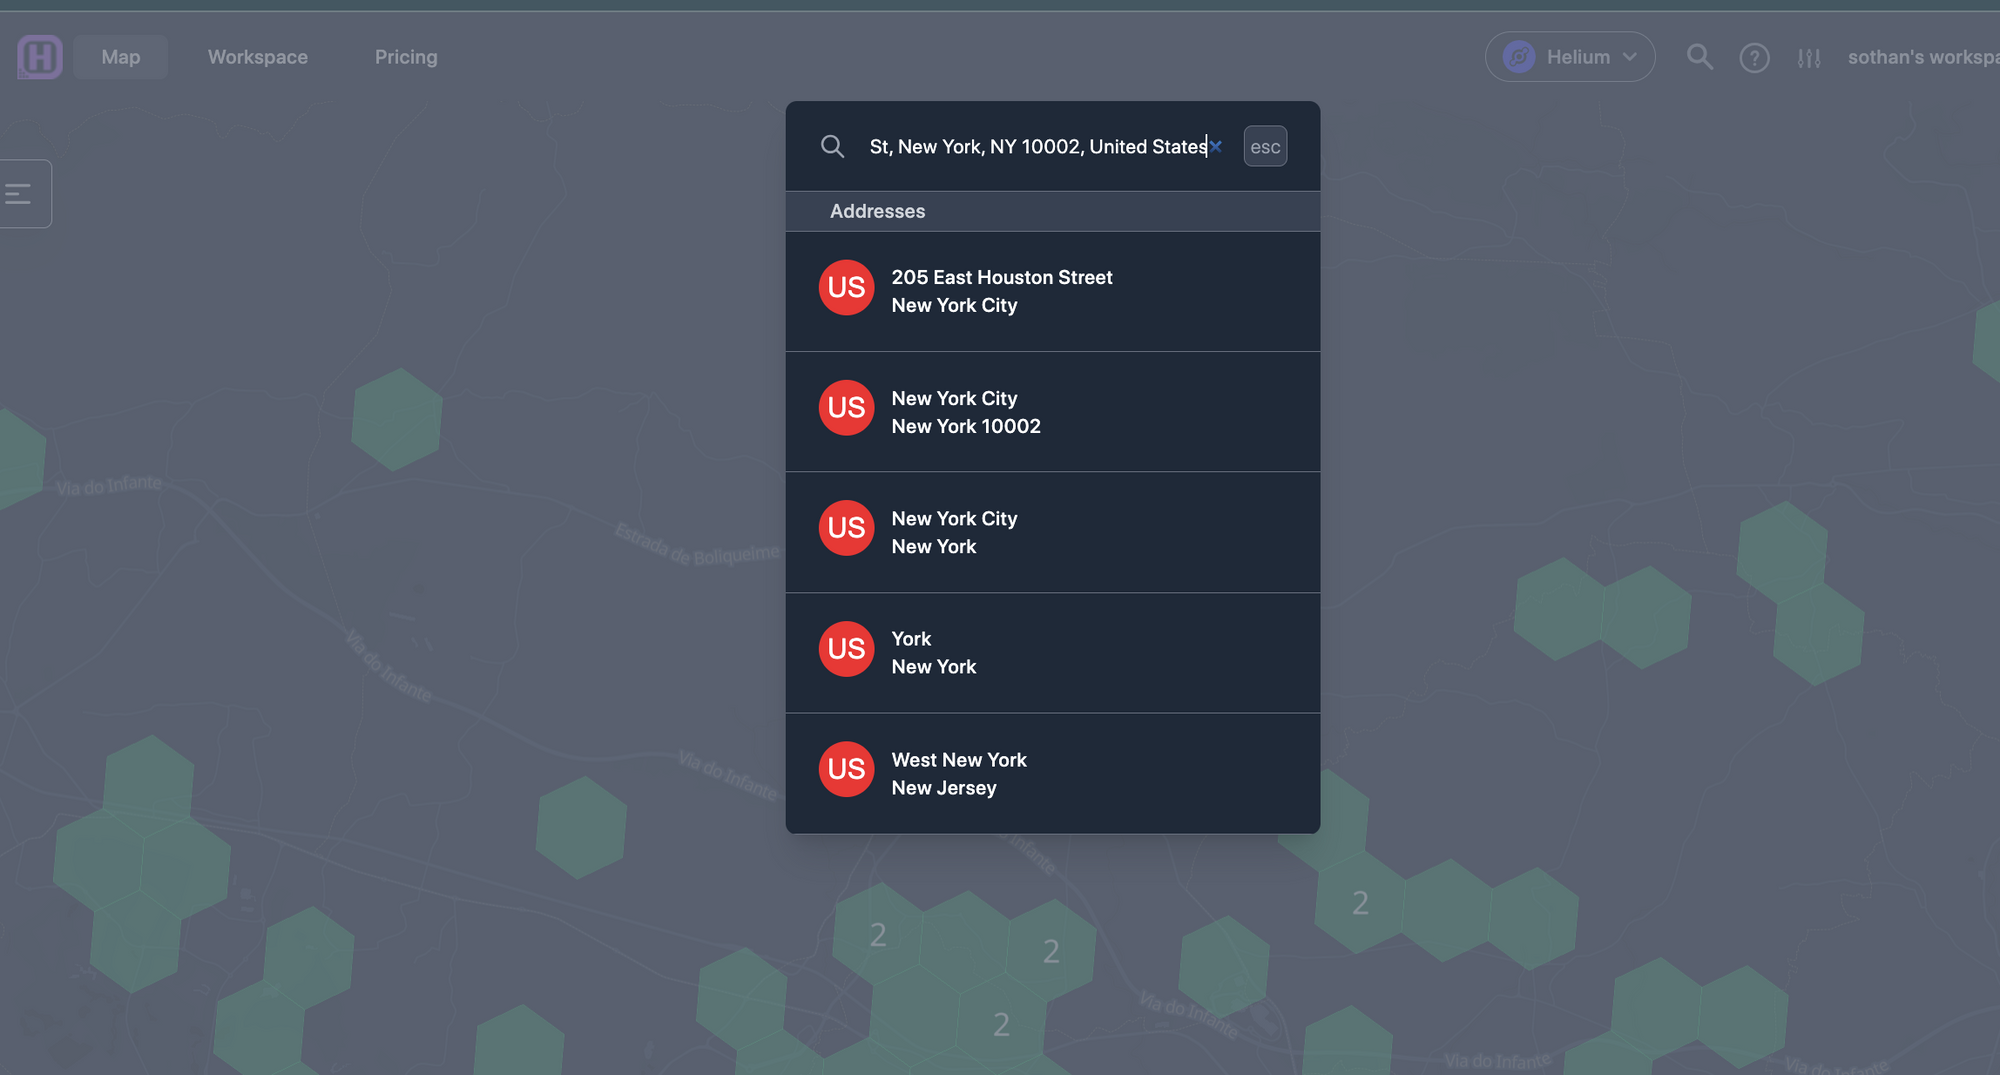 H
Map
Workspace
Pricing
Helium
?
sothan's workspa
St, New York, NY 10002, United States
esc
Addresses
US
205 East Houston Street
New York City
US
New York City
New York 10002
US
New York City
New York
US
York
New York
US
West New York
New Jersey
Via do Infante
Estrada de Boliqueime
Via do Infante
Via do Infante
Infante
2
2
2
2
Via do Infante
Via do Infante
Via do Infante